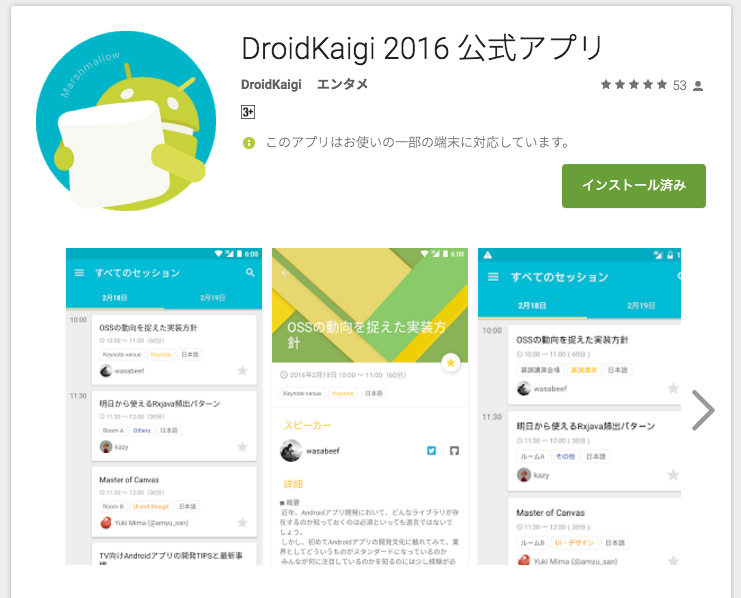 Marshmallow
DroidKaigi 2016 公式アプリ
DroidKaigi エンタメ
53
3+
このアプリはお使いの一部の端末に対応しています。
インストール済み
6:00
すべてのセッション
2月18日 2月19日
10:00
OSSの動向を捉えた実装方針
10:00 〜 11:00 (60分)
Keynote venue Keynote 日本語
wasabeef
11:30
明日から使えるRxjava頻出パターン
11:30 〜 12:00 (30分)
Room A Others 日本語
kazy
Master of Canvas
11:30 〜 12:00 (30分)
Room B UI and Design 日本語
Yuki Mima (@amyu_san)
TV向けAndroidアプリの開発TIPSと最新事
情
6:00
OSSの動向を捉えた実装方
針
2016年2月18日 10:00 〜 11:00 (60分)
Keynote venue Keynote 日本語
スピーカー
wasabeef
詳細
■ 概要
近年、Androidアプリ開発において、どんなライブラリが存
在するのか知っておくのは必須といっても過言ではないで
しょう。
しかし、初めてAndroidアプリの開発文化に触れてみて、業
界としてどういうものがスタンダードになっているのか
みんなが何に注目しているのかを知るのには少し経験が必
すべてのセッション
2月18日 2月19日
10:00
OSSの動向を捉えた実装方針
10:00 〜 11:00 ( 60分 )
基調講演会場 基調講演 日本語
wasabeef
11:30
明日から使えるRxjava頻出パターン
11:30 〜 12:00 ( 30分 )
ルームA その他 日本語
kazy
Master of Canvas
11:30 〜 12:00 ( 30分 )
ルームB UI・デザイン 日本語
Yuki Mima (@amyu_san)